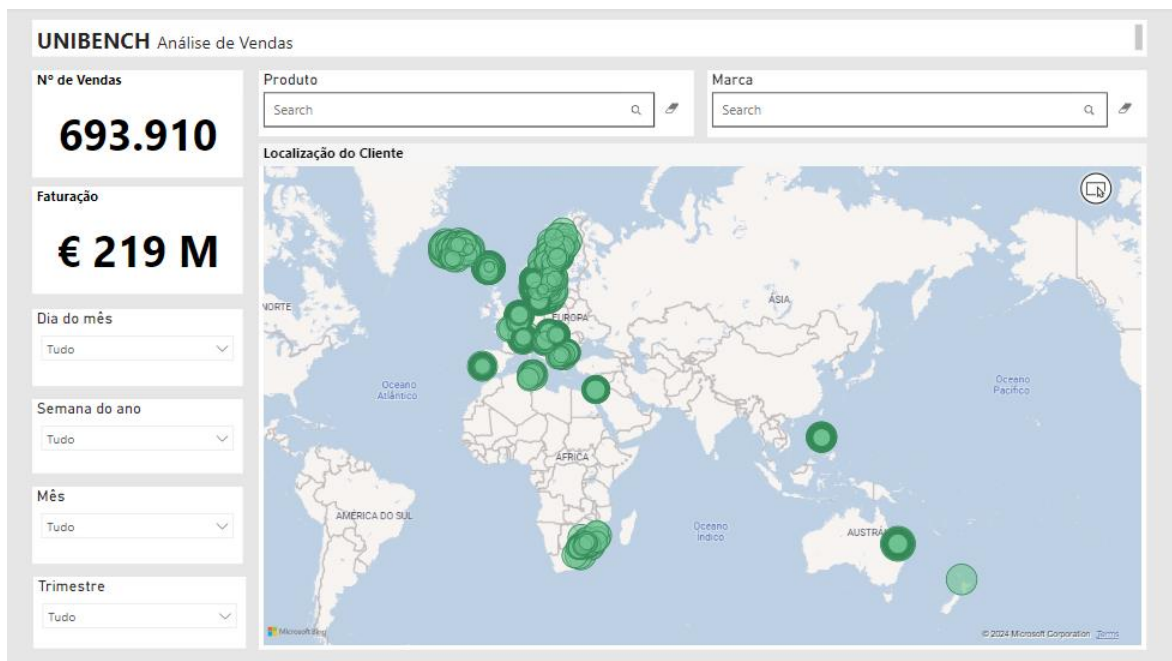 UNIBENCH Análise de Vendas
Nº de Vendas
693.910
Faturação
€ 219 M
Dia do mês
Tudo
Semana do ano
Tudo
Mês
Tudo
Trimestre
Tudo
Produto
Search
Marca
Search
Localização do Cliente
NORTE
EUROPA
ÁSIA
Oceano
Atlântico
Oceano
Pacífico
ÁFRICA
AMÉRICA DO SUL
Oceano
Índico
AUSTRÁ
Microsoft Bing
© 2024 Microsoft Corporation Terms